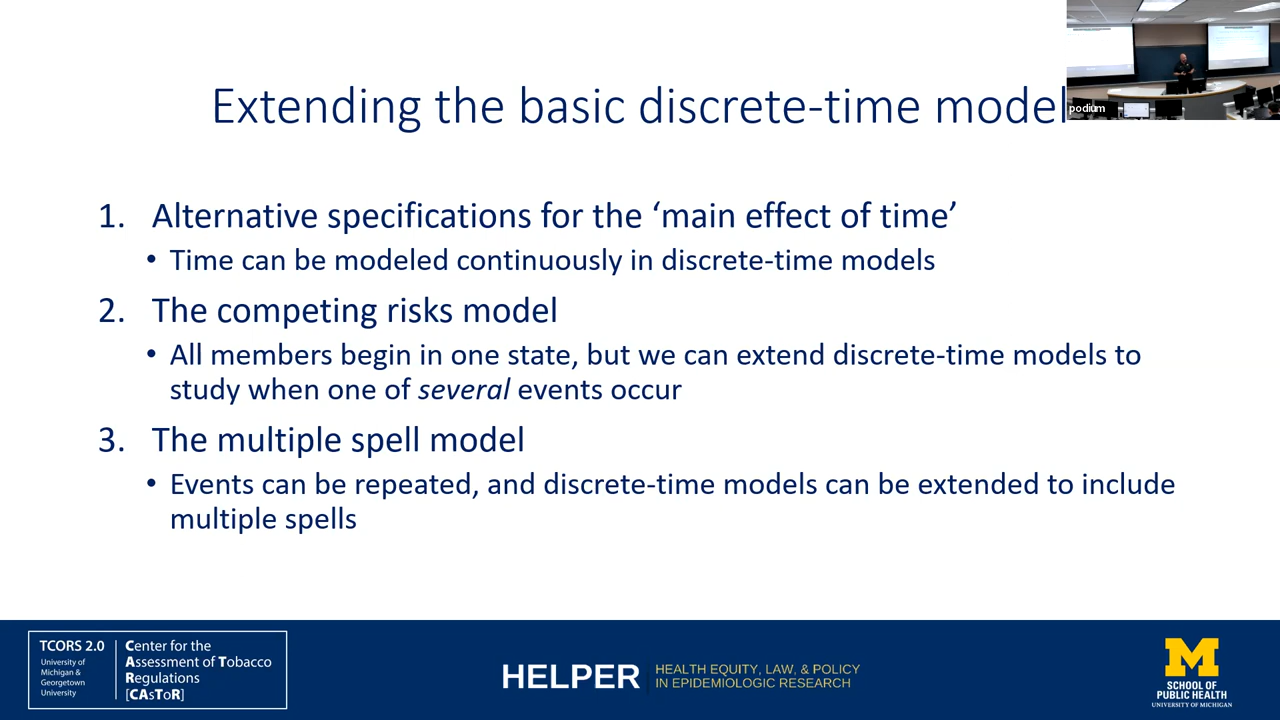 Extending the basic discrete-time model
podium
1. Alternative specifications for the ‘main effect of time’
• Time can be modeled continuously in discrete-time models
2. The competing risks model
• All members begin in one state, but we can extend discrete-time models to
study when one of several events occur
3. The multiple spell model
• Events can be repeated, and discrete-time models can be extended to include
multiple spells
TCORS 2.0
University of
Michigan &
Georgetown
University
Center for the
Assessment of Tobacco
Regulations
[CAsToR]
HELPER
HEALTH EQUITY, LAW, & POLICY
IN EPIDEMIOLOGIC RESEARCH
M
SCHOOL OF
PUBLIC HEALTH
UNIVERSITY OF MICHIGAN